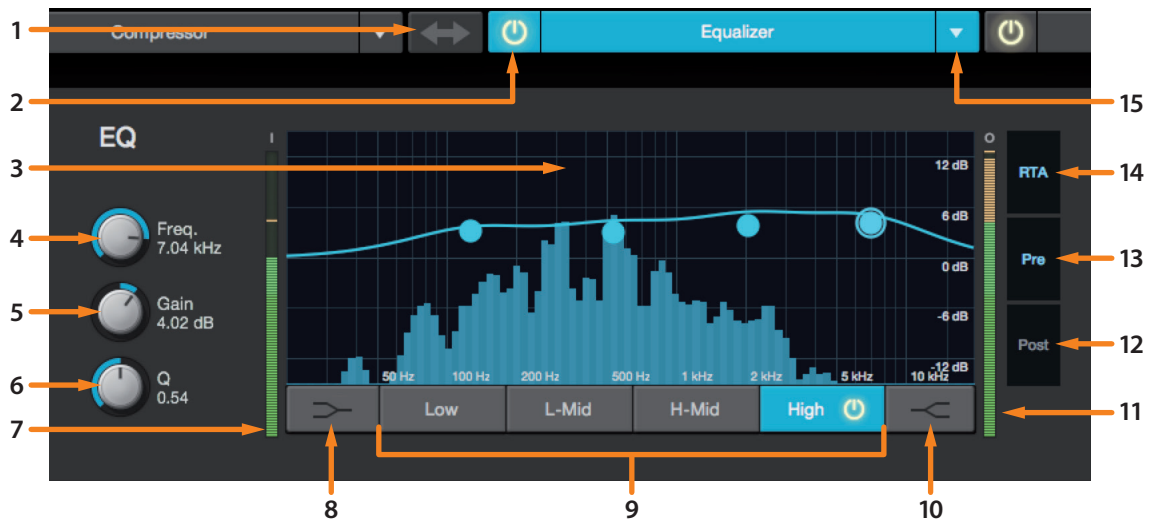 1
Compressor
Equalizer
2
15
EQ
I
O
3
12 dB
RTA
14
6 dB
4
Freq.
7.04 kHz
0 dB
Pre
13
5
Gain
4.02 dB
-6 dB
Post
12
6
Q
0.54
-12 dB
50 Hz 100 Hz 200 Hz 500 Hz 1 kHz 2 kHz 5 kHz 10 kHz
7
Low L-Mid H-Mid High
11
8 9 10